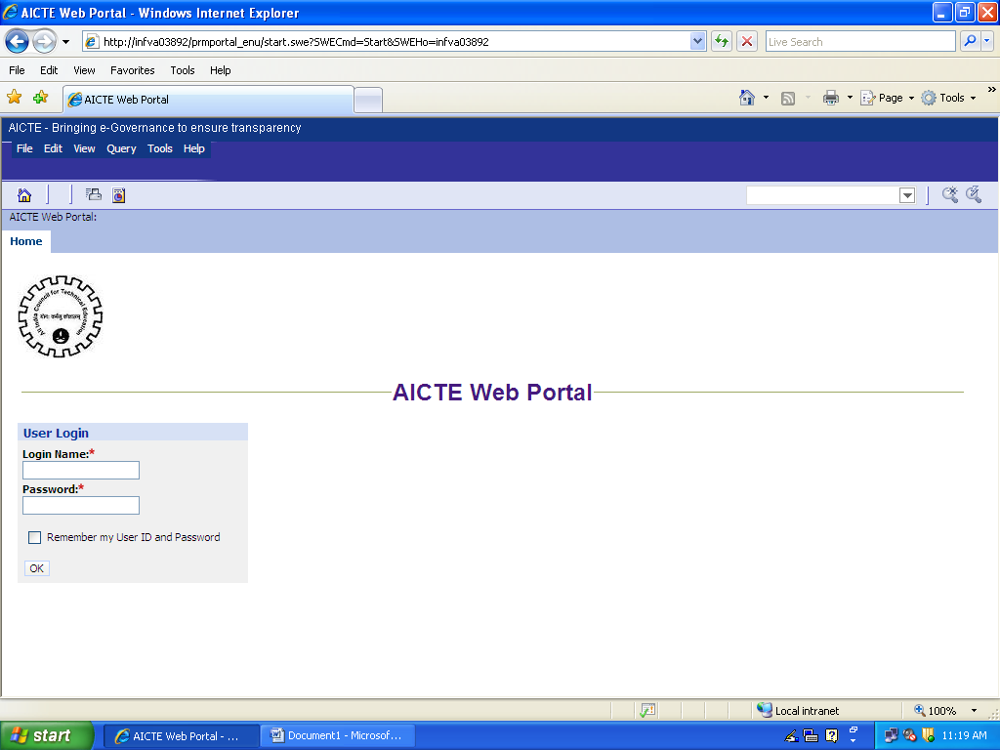 AICTE Web Portal - Windows Internet Explorer
http://infva03892/prmportal_enu/start.swe?SWECmd=Start&SWEHo=infva03892
Live Search
File Edit View Favorites Tools Help
AICTE Web Portal
Page Tools
AICTE - Bringing e-Governance to ensure transparency
File Edit View Query Tools Help
AICTE Web Portal:
Home
All India Council for Technical Education
योगः कर्मसु कौशलम्
AICTE Web Portal
User Login
Login Name:*
Password:*
Remember my User ID and Password
OK
Local intranet
100%
start
AICTE Web Portal - ...
Document1 - Microsof...
11:19 AM